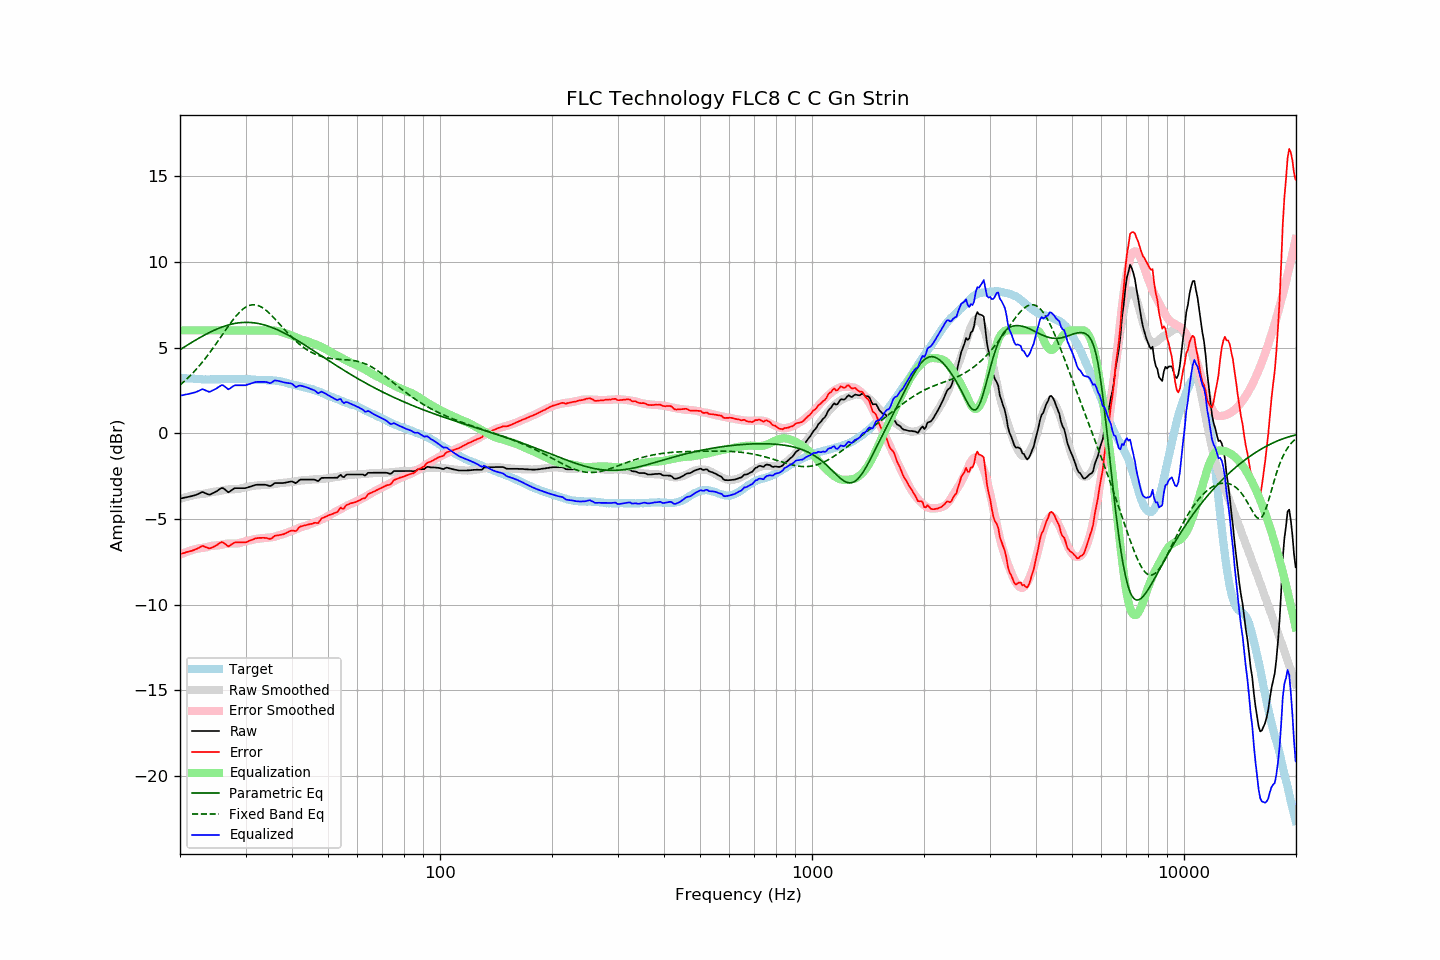 FLC Technology FLC8 C C Gn Strin
Amplitude (dBr)
15
10
5
0
−5
−10
−15
−20
Target
Raw Smoothed
Error Smoothed
Raw
Error
Equalization
Parametric Eq
Fixed Band Eq
Equalized
100
1000
10000
Frequency (Hz)